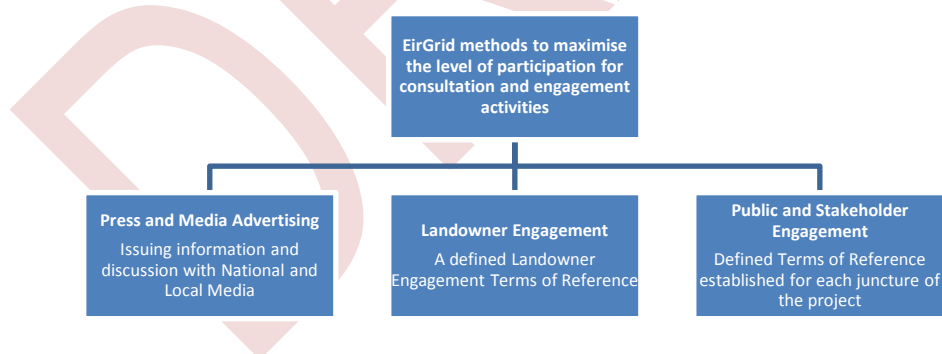 EirGrid methods to maximise
the level of participation for
consultation and engagement
activities
Press and Media Advertising
Issuing information and
discussion with National and
Local Media
Landowner Engagement
A defined Landowner
Engagement Terms of Reference
Public and Stakeholder
Engagement
Defined Terms of Reference
established for each juncture of
the project